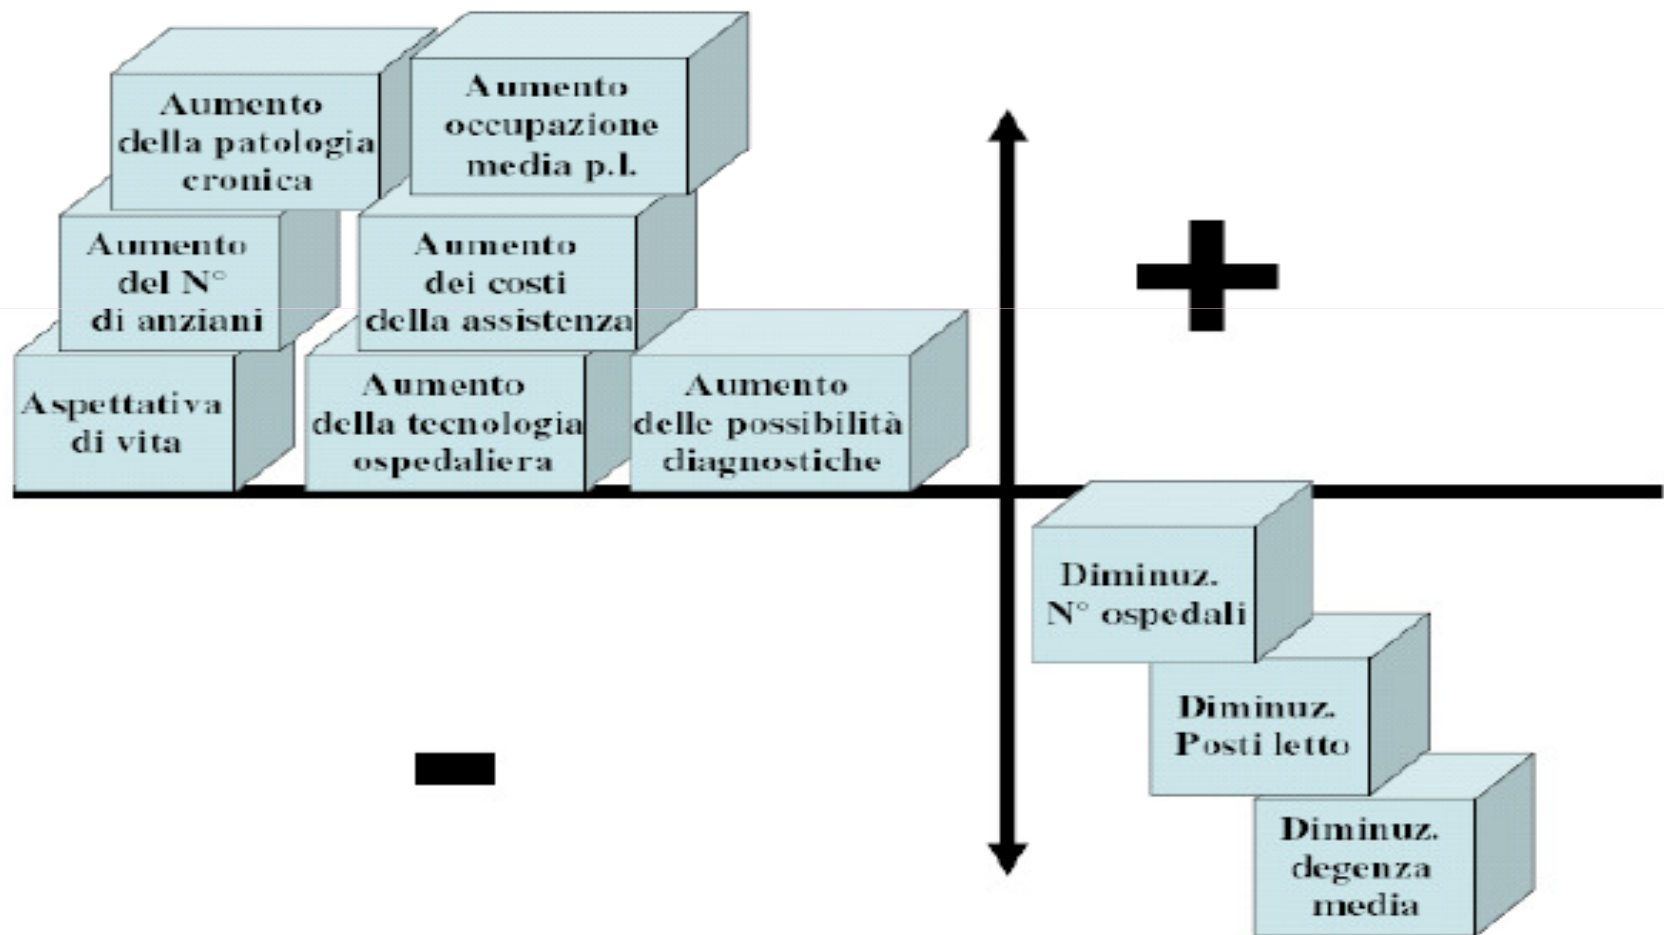 Aumento
della patologia
cronica
Aumento
occupazione
media p.l.
Aumento
del N°
di anziani
Aumento
dei costi
della assistenza
Aspettativa
di vita
Aumento
della tecnologia
ospedaliera
Aumento
delle possibilità
diagnostiche
Diminuz.
N° ospedali
Diminuz.
Posti letto
Diminuz.
degenza
media